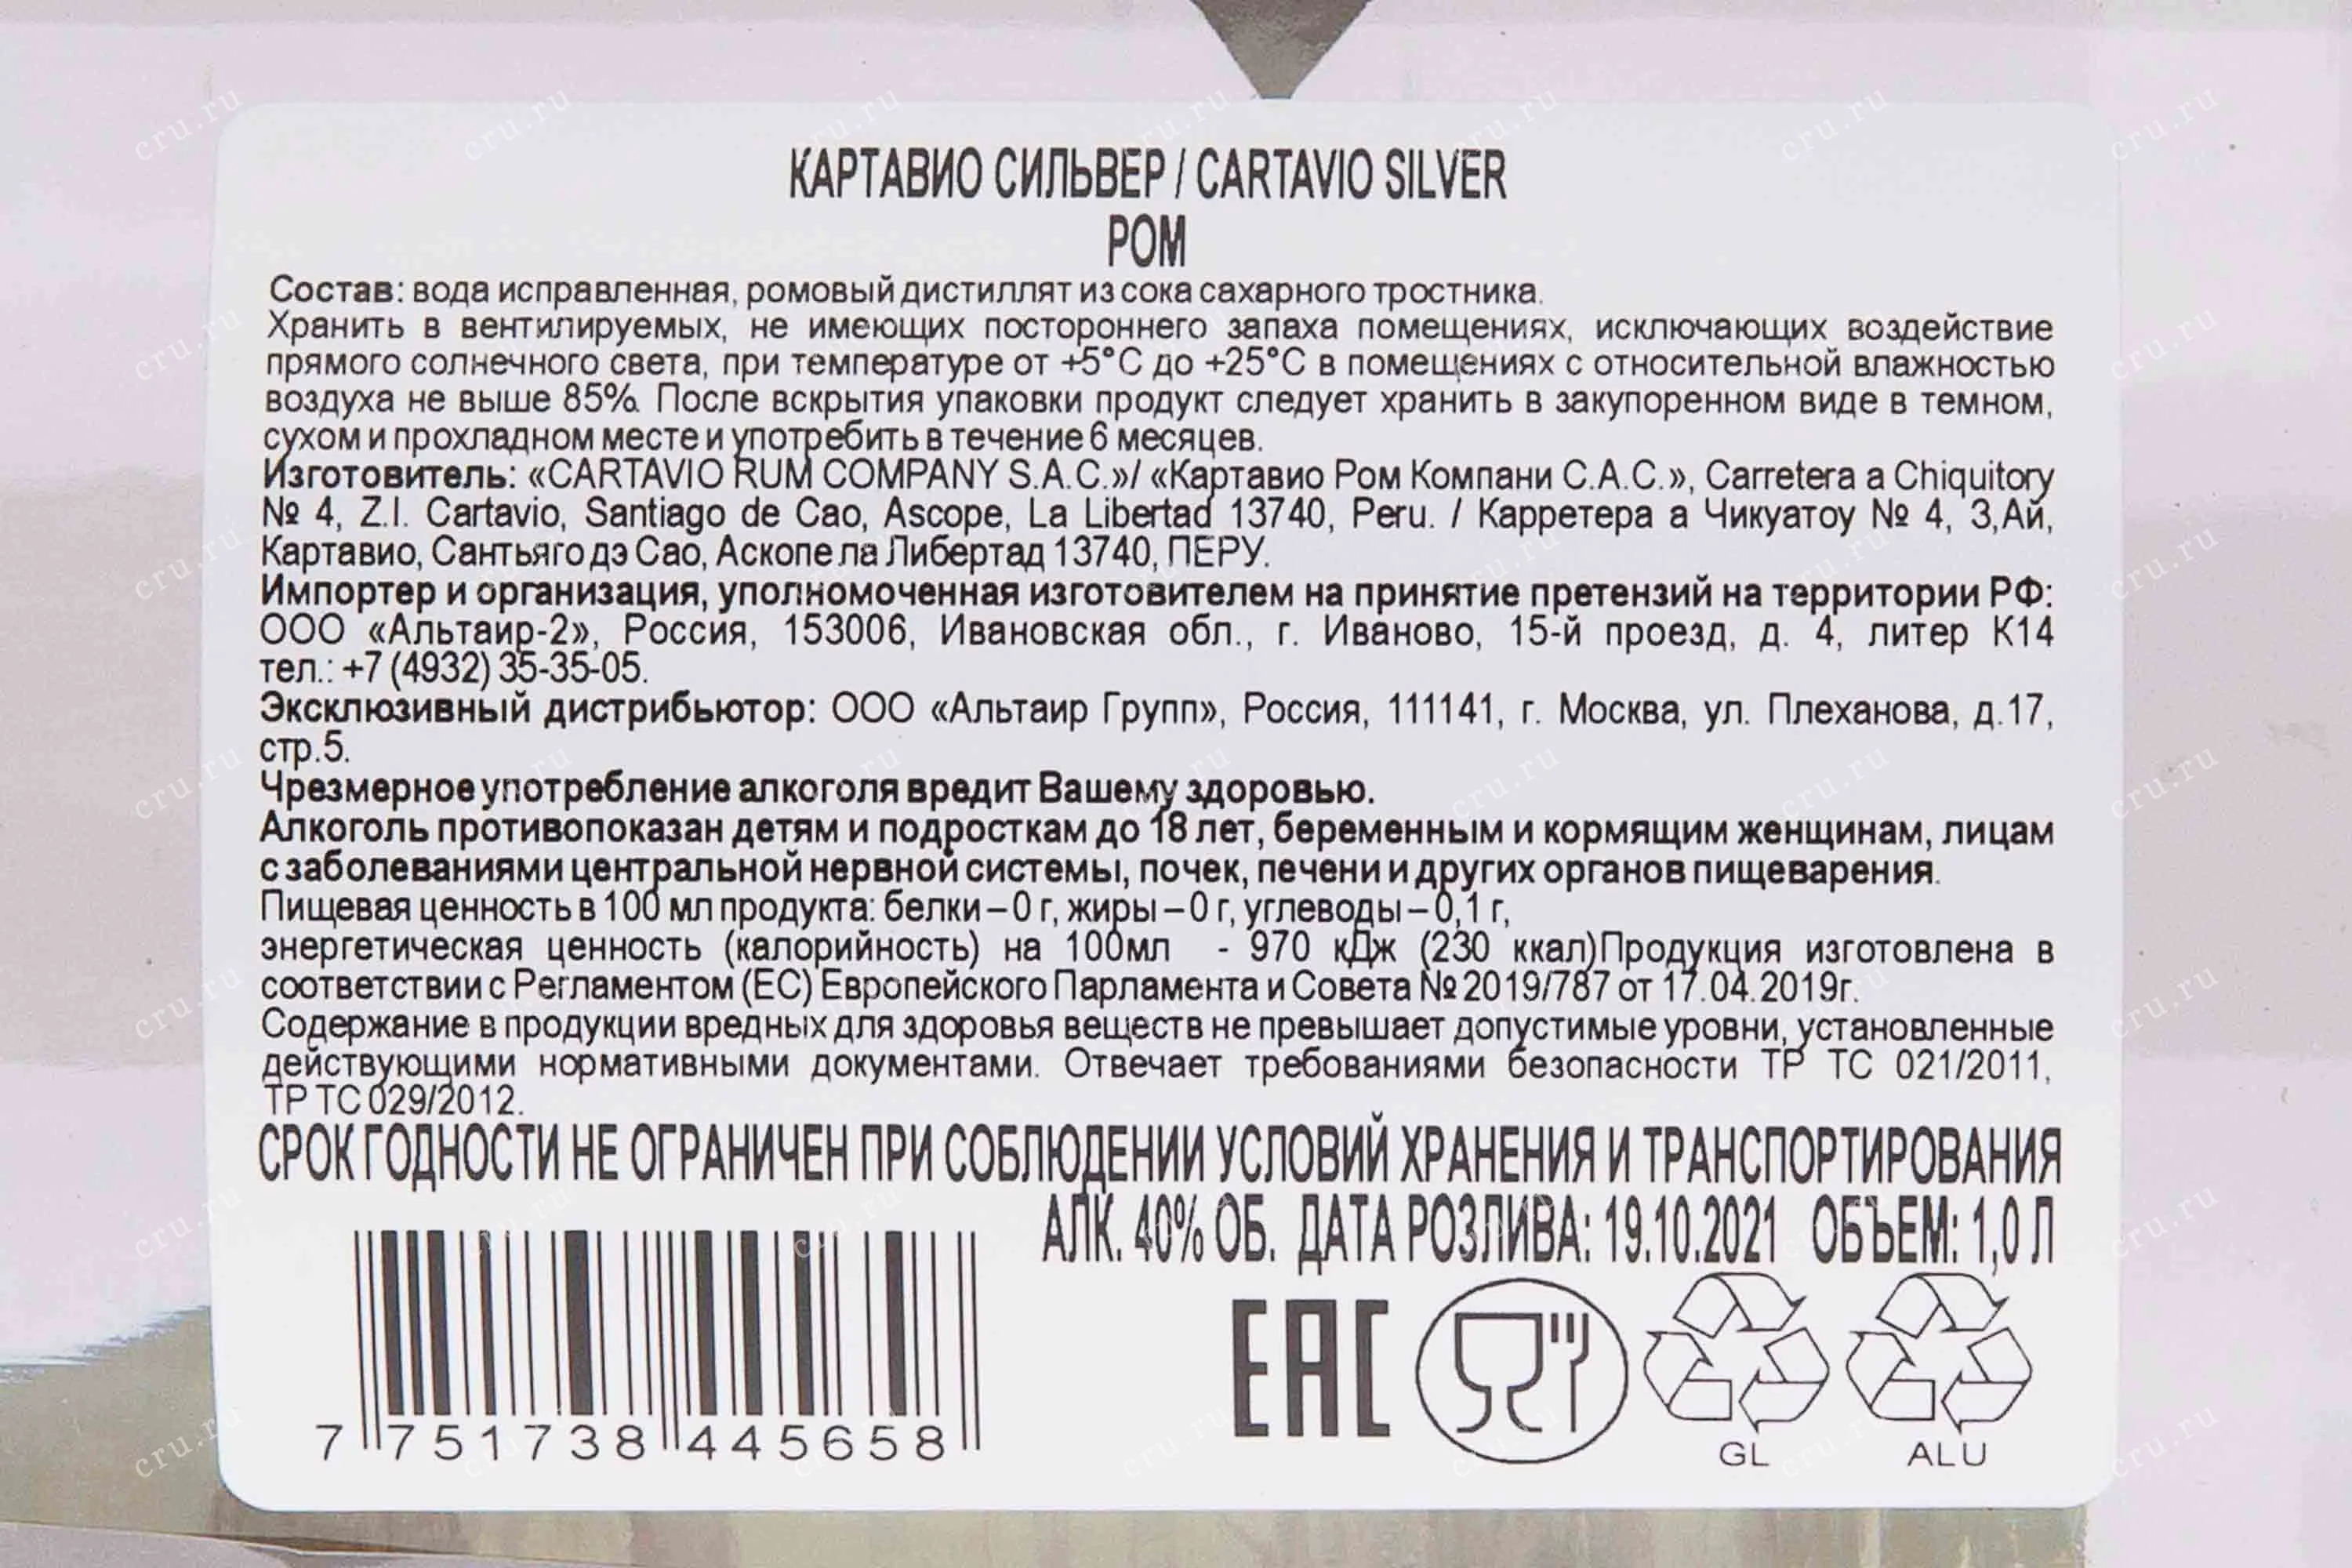 КАРТАВИО СИЛЬВЕР / CARTAVIO SILVER
РОМ
Состав: вода исправленная, ромовый дистиллят из сока сахарного тростника.
Хранить в вентилируемых, не имеющих постороннего запаха помещениях, исключающих воздействие
прямого солнечного света, при температуре от +5°С до +25°С в помещениях с относительной влажностью
воздуха не выше 85%. После вскрытия упаковки продукт следует хранить в закупоренном виде в темном,
сухом и прохладном месте и употребить в течение 6 месяцев.
Изготовитель: «CARTAVIO RUM COMPANY S.A.C.»/ «Картавио Ром Компани С.А.С.», Carretera a Chiquitory
№ 4, Z.I. Cartavio, Santiago de Cao, Ascope, La Libertad 13740, Peru. / Карретера а Чикуатоу № 4, З,Ай,
Картавио, Сантьяго дэ Сао, Аскопе ла Либертад 13740, ПЕРУ.
Импортер и организация, уполномоченная изготовителем на принятие претензий на территории РФ:
ООО «Альтаир-2», Россия, 153006, Ивановская обл., г. Иваново, 15-й проезд, д. 4, литер К14
тел.: +7 (4932) 35-35-05.
Эксклюзивный дистрибьютор: ООО «Альтаир Групп», Россия, 111141, г. Москва, ул. Плеханова, д.17,
стр.5.
Чрезмерное употребление алкоголя вредит Вашему здоровью.
Алкоголь противопоказан детям и подросткам до 18 лет, беременным и кормящим женщинам, лицам
с заболеваниями центральной нервной системы, почек, печени и других органов пищеварения.
Пищевая ценность в 100 мл продукта: белки – 0 г, жиры – 0 г, углеводы – 0,1 г,
энергетическая ценность (калорийность) на 100мл - 970 кДж (230 ккал)Продукция изготовлена в
соответствии с Регламентом (ЕС) Европейского Парламента и Совета № 2019/787 от 17.04.2019г.
Содержание в продукции вредных для здоровья веществ не превышает допустимые уровни, установленные
действующими нормативными документами. Отвечает требованиями безопасности ТР ТС 021/2011,
ТР ТС 029/2012.
СРОК ГОДНОСТИ НЕ ОГРАНИЧЕН ПРИ СОБЛЮДЕНИИ УСЛОВИЙ ХРАНЕНИЯ И ТРАНСПОРТИРОВАНИЯ
АЛК. 40% ОБ. ДАТА РОЗЛИВА: 19.10.2021 ОБЪЕМ: 1,0 Л
7 751738 445658
EAC
GL
ALU
cru.ru